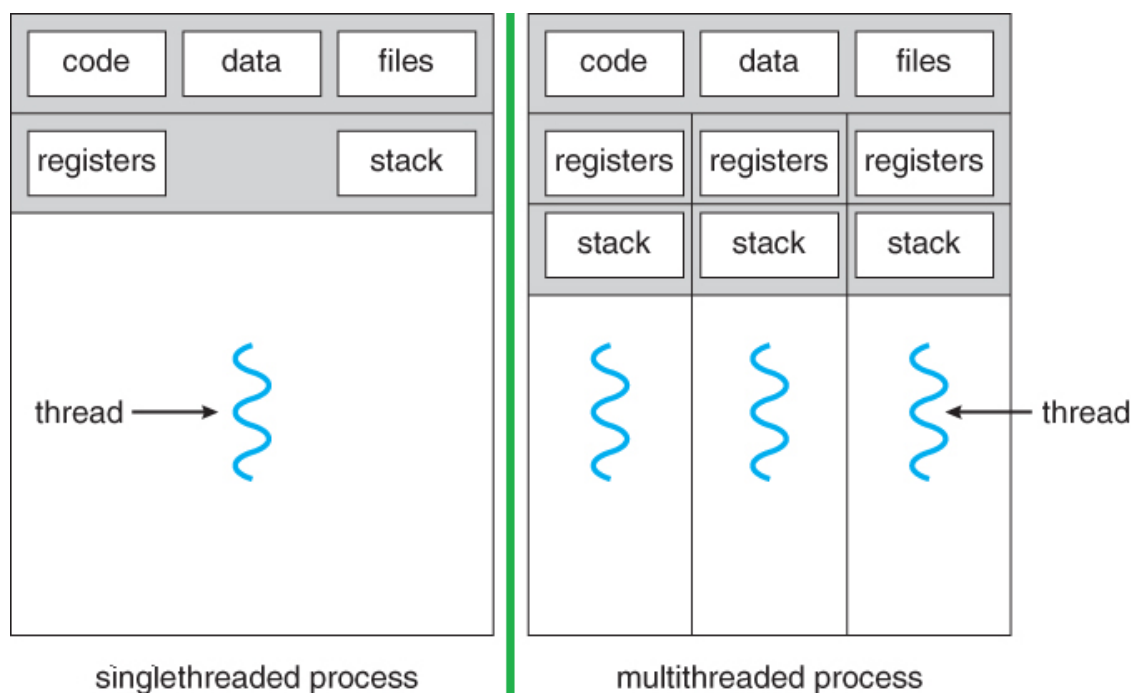 code data files
registers stack
thread
singlethreaded process
code data files
registers registers registers
stack stack stack
thread
multithreaded process